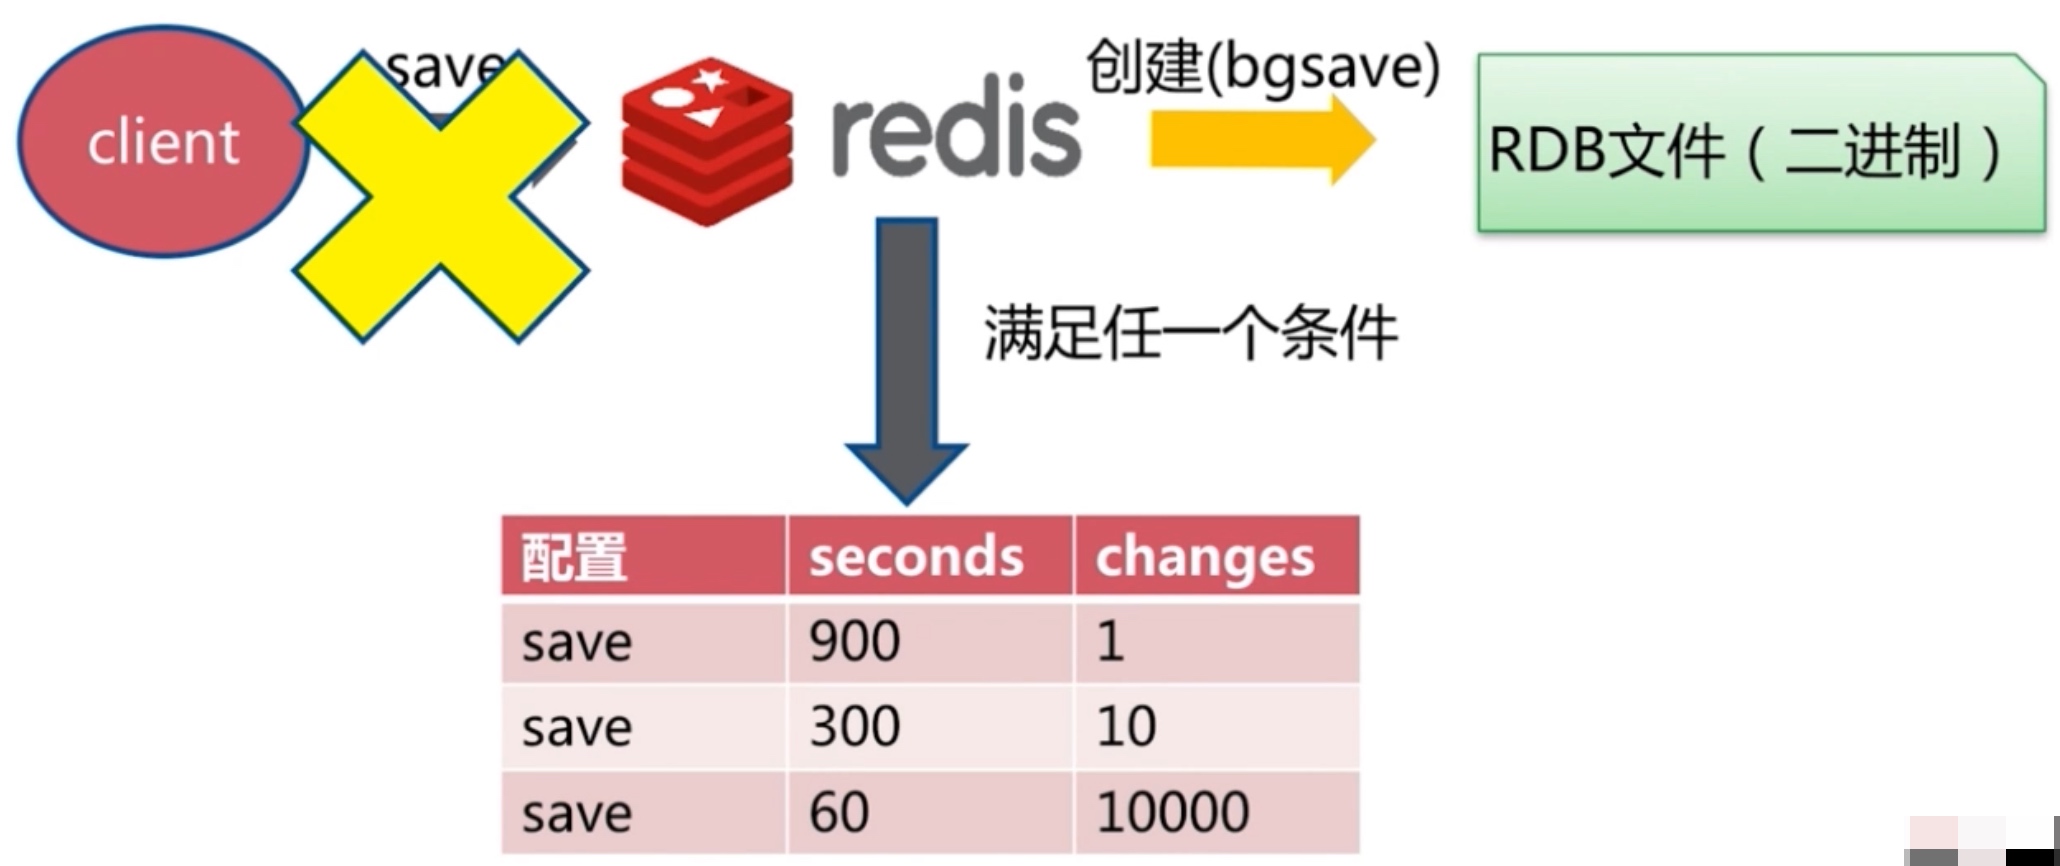 client
save
redis
创建(bgsave)
RDB文件（二进制）
满足任一个条件
配置 seconds changes
save 900 1
save 300 10
save 60 10000